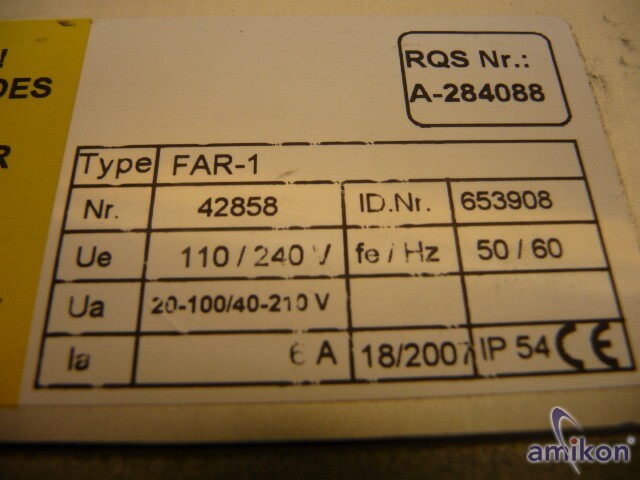 !
DES
R
RQS Nr.:
A-284088
Type FAR-1
Nr. 42858 ID.Nr. 653908
Ue 110 / 240 V fe / Hz 50 / 60
Ua 20-100/40-210 V
Ia 6 A 18/2007 IP 54 CE
amikon